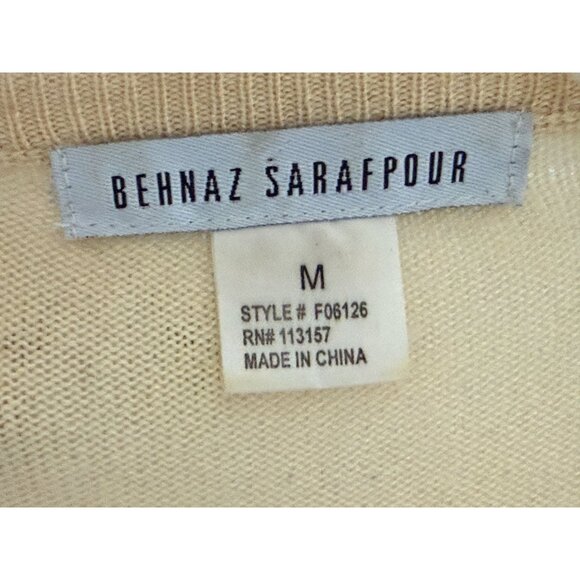 BEHNAZ SARAFPOUR
M
STYLE # F06126
RN# 113157
MADE IN CHINA